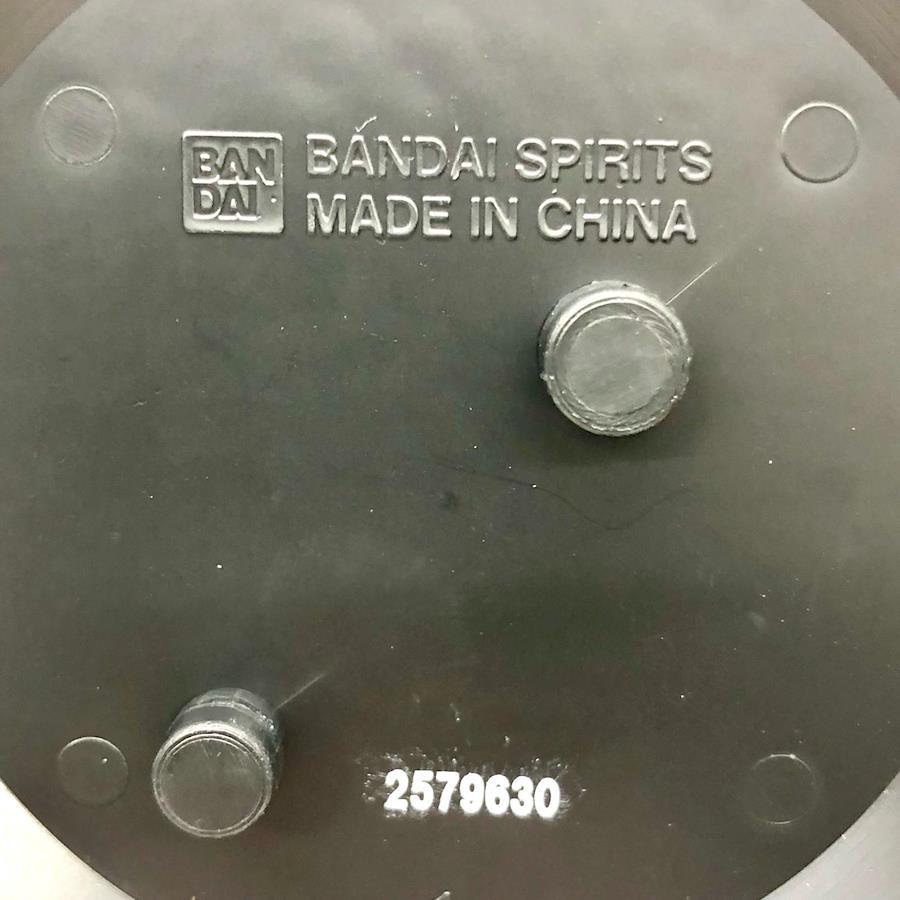 BAN
DAI
BANDAI SPIRITS
MADE IN CHINA
2579630